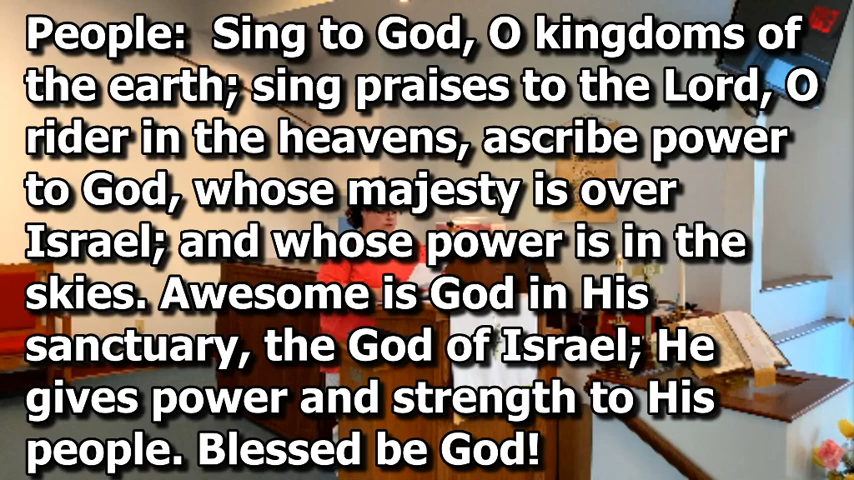 People:  Sing to God, O kingdoms of
the earth; sing praises to the Lord, O
rider in the heavens, ascribe power
to God, whose majesty is over
Israel; and whose power is in the
skies. Awesome is God in His
sanctuary, the God of Israel; He
gives power and strength to His
people. Blessed be God!